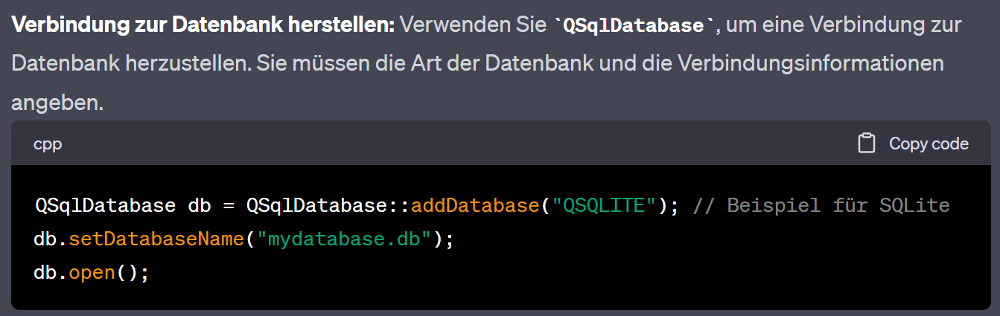 Verbindung zur Datenbank herstellen: Verwenden Sie `QSqlDatabase`, um eine Verbindung zur
Datenbank herzustellen. Sie müssen die Art der Datenbank und die Verbindungsinformationen
angeben.
cpp Copy code
QSqlDatabase db = QSqlDatabase::addDatabase("QSQLITE"); // Beispiel für SQLite
db.setDatabaseName("mydatabase.db");
db.open();